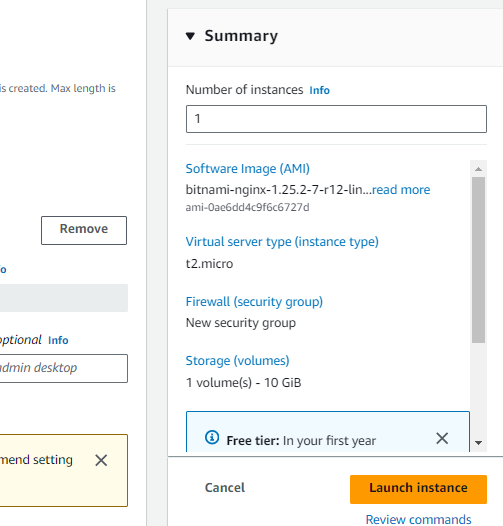 Summary
is created. Max length is
Number of instances Info
1
Software Image (AMI)
bitnami-nginx-1.25.2-7-r12-lin...read more
ami-0ae6dd4c9f6c6727d
Remove
Virtual server type (instance type)
t2.micro
Firewall (security group)
New security group
optional Info
admin desktop
Storage (volumes)
1 volume(s) - 10 GiB
Free tier: In your first year
mend setting
Cancel
Launch instance
Review commands